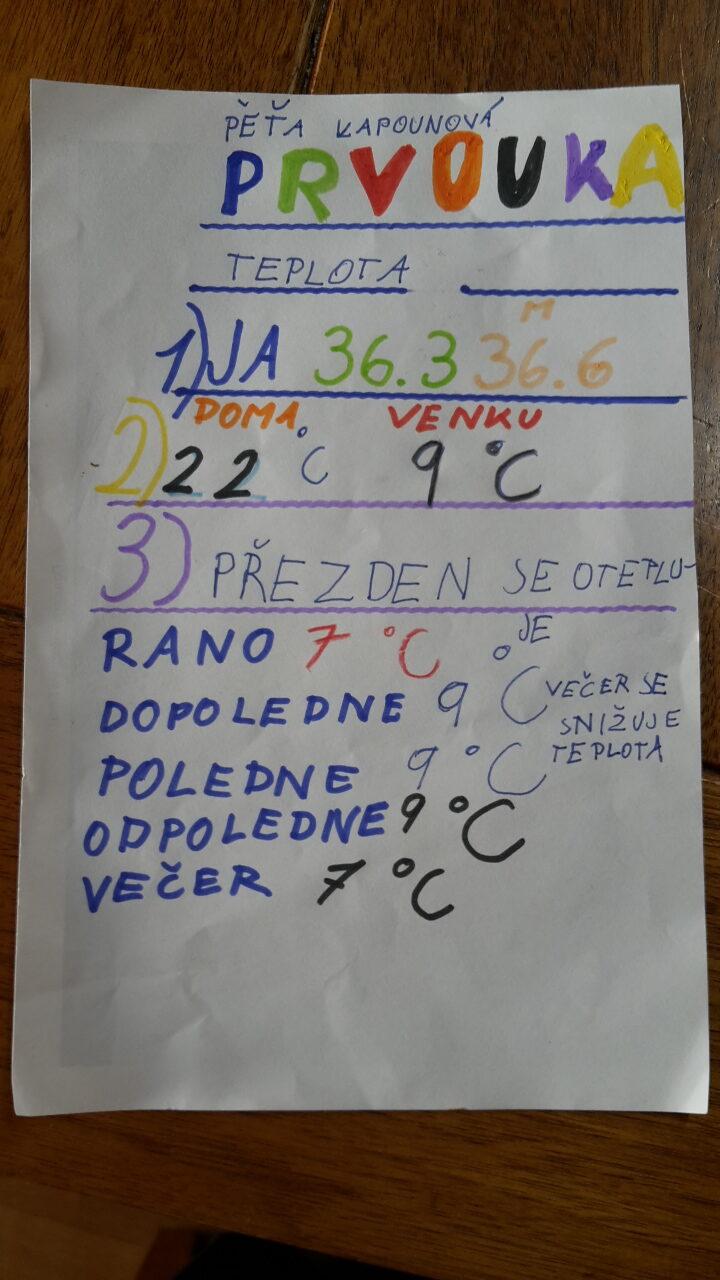 PĚŤA KAPOUNOVÁ
PRVOUKA
TEPLOTA
M
1) JA 36.3 36.6
DOMA VENKU
2) 22 °C 9 °C
3) PŘEZDEN SE OTEPLU-
JE
RANO 7 °C
DOPOLEDNE 9 °C
VEČER SE
SNIŽUJE
TEPLOTA
POLEDNE 9 °C
ODPOLEDNE 9 °C
VEČER 7 °C